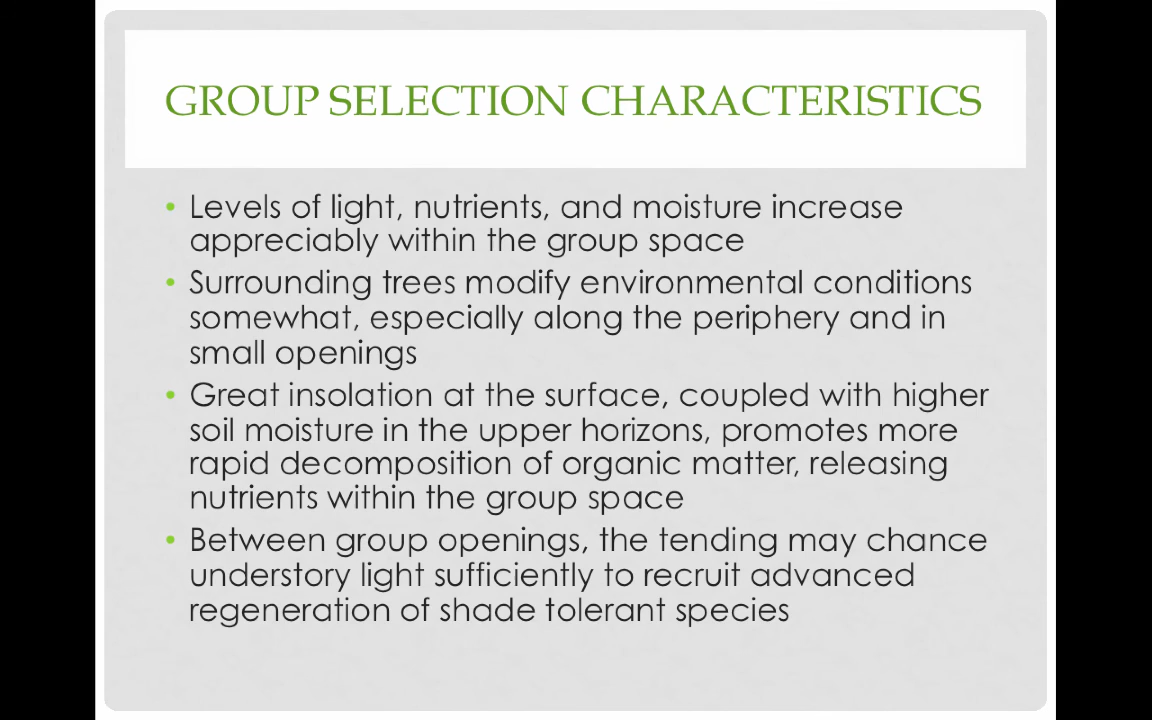 GROUP SELECTION CHARACTERISTICS
• Levels of light, nutrients, and moisture increase
appreciably within the group space
• Surrounding trees modify environmental conditions
somewhat, especially along the periphery and in
small openings
• Great insolation at the surface, coupled with higher
soil moisture in the upper horizons, promotes more
rapid decomposition of organic matter, releasing
nutrients within the group space
• Between group openings, the tending may chance
understory light sufficiently to recruit advanced
regeneration of shade tolerant species